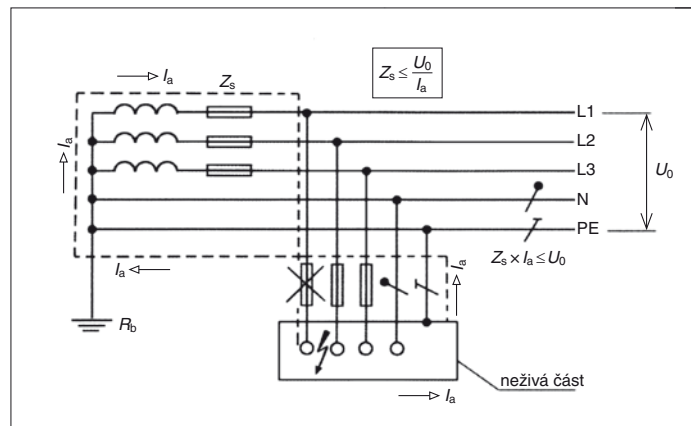 Iₐ
Zₛ
Zₛ ≤ U₀ / Iₐ
L1
Iₐ
L2
L3
U₀
N
PE
Zₛ × Iₐ ≤ U₀
Iₐ
Iₐ
R_b
neživá část
Iₐ